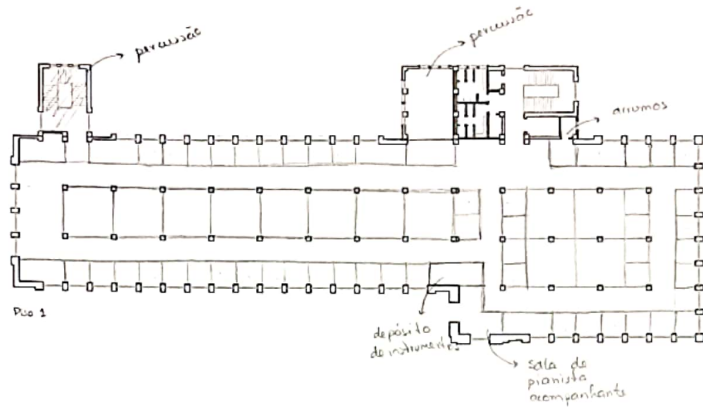 percussão
percussão
arrumos
Piso 1
depósito
de instrumentos
sala de
pianista
acompanhante